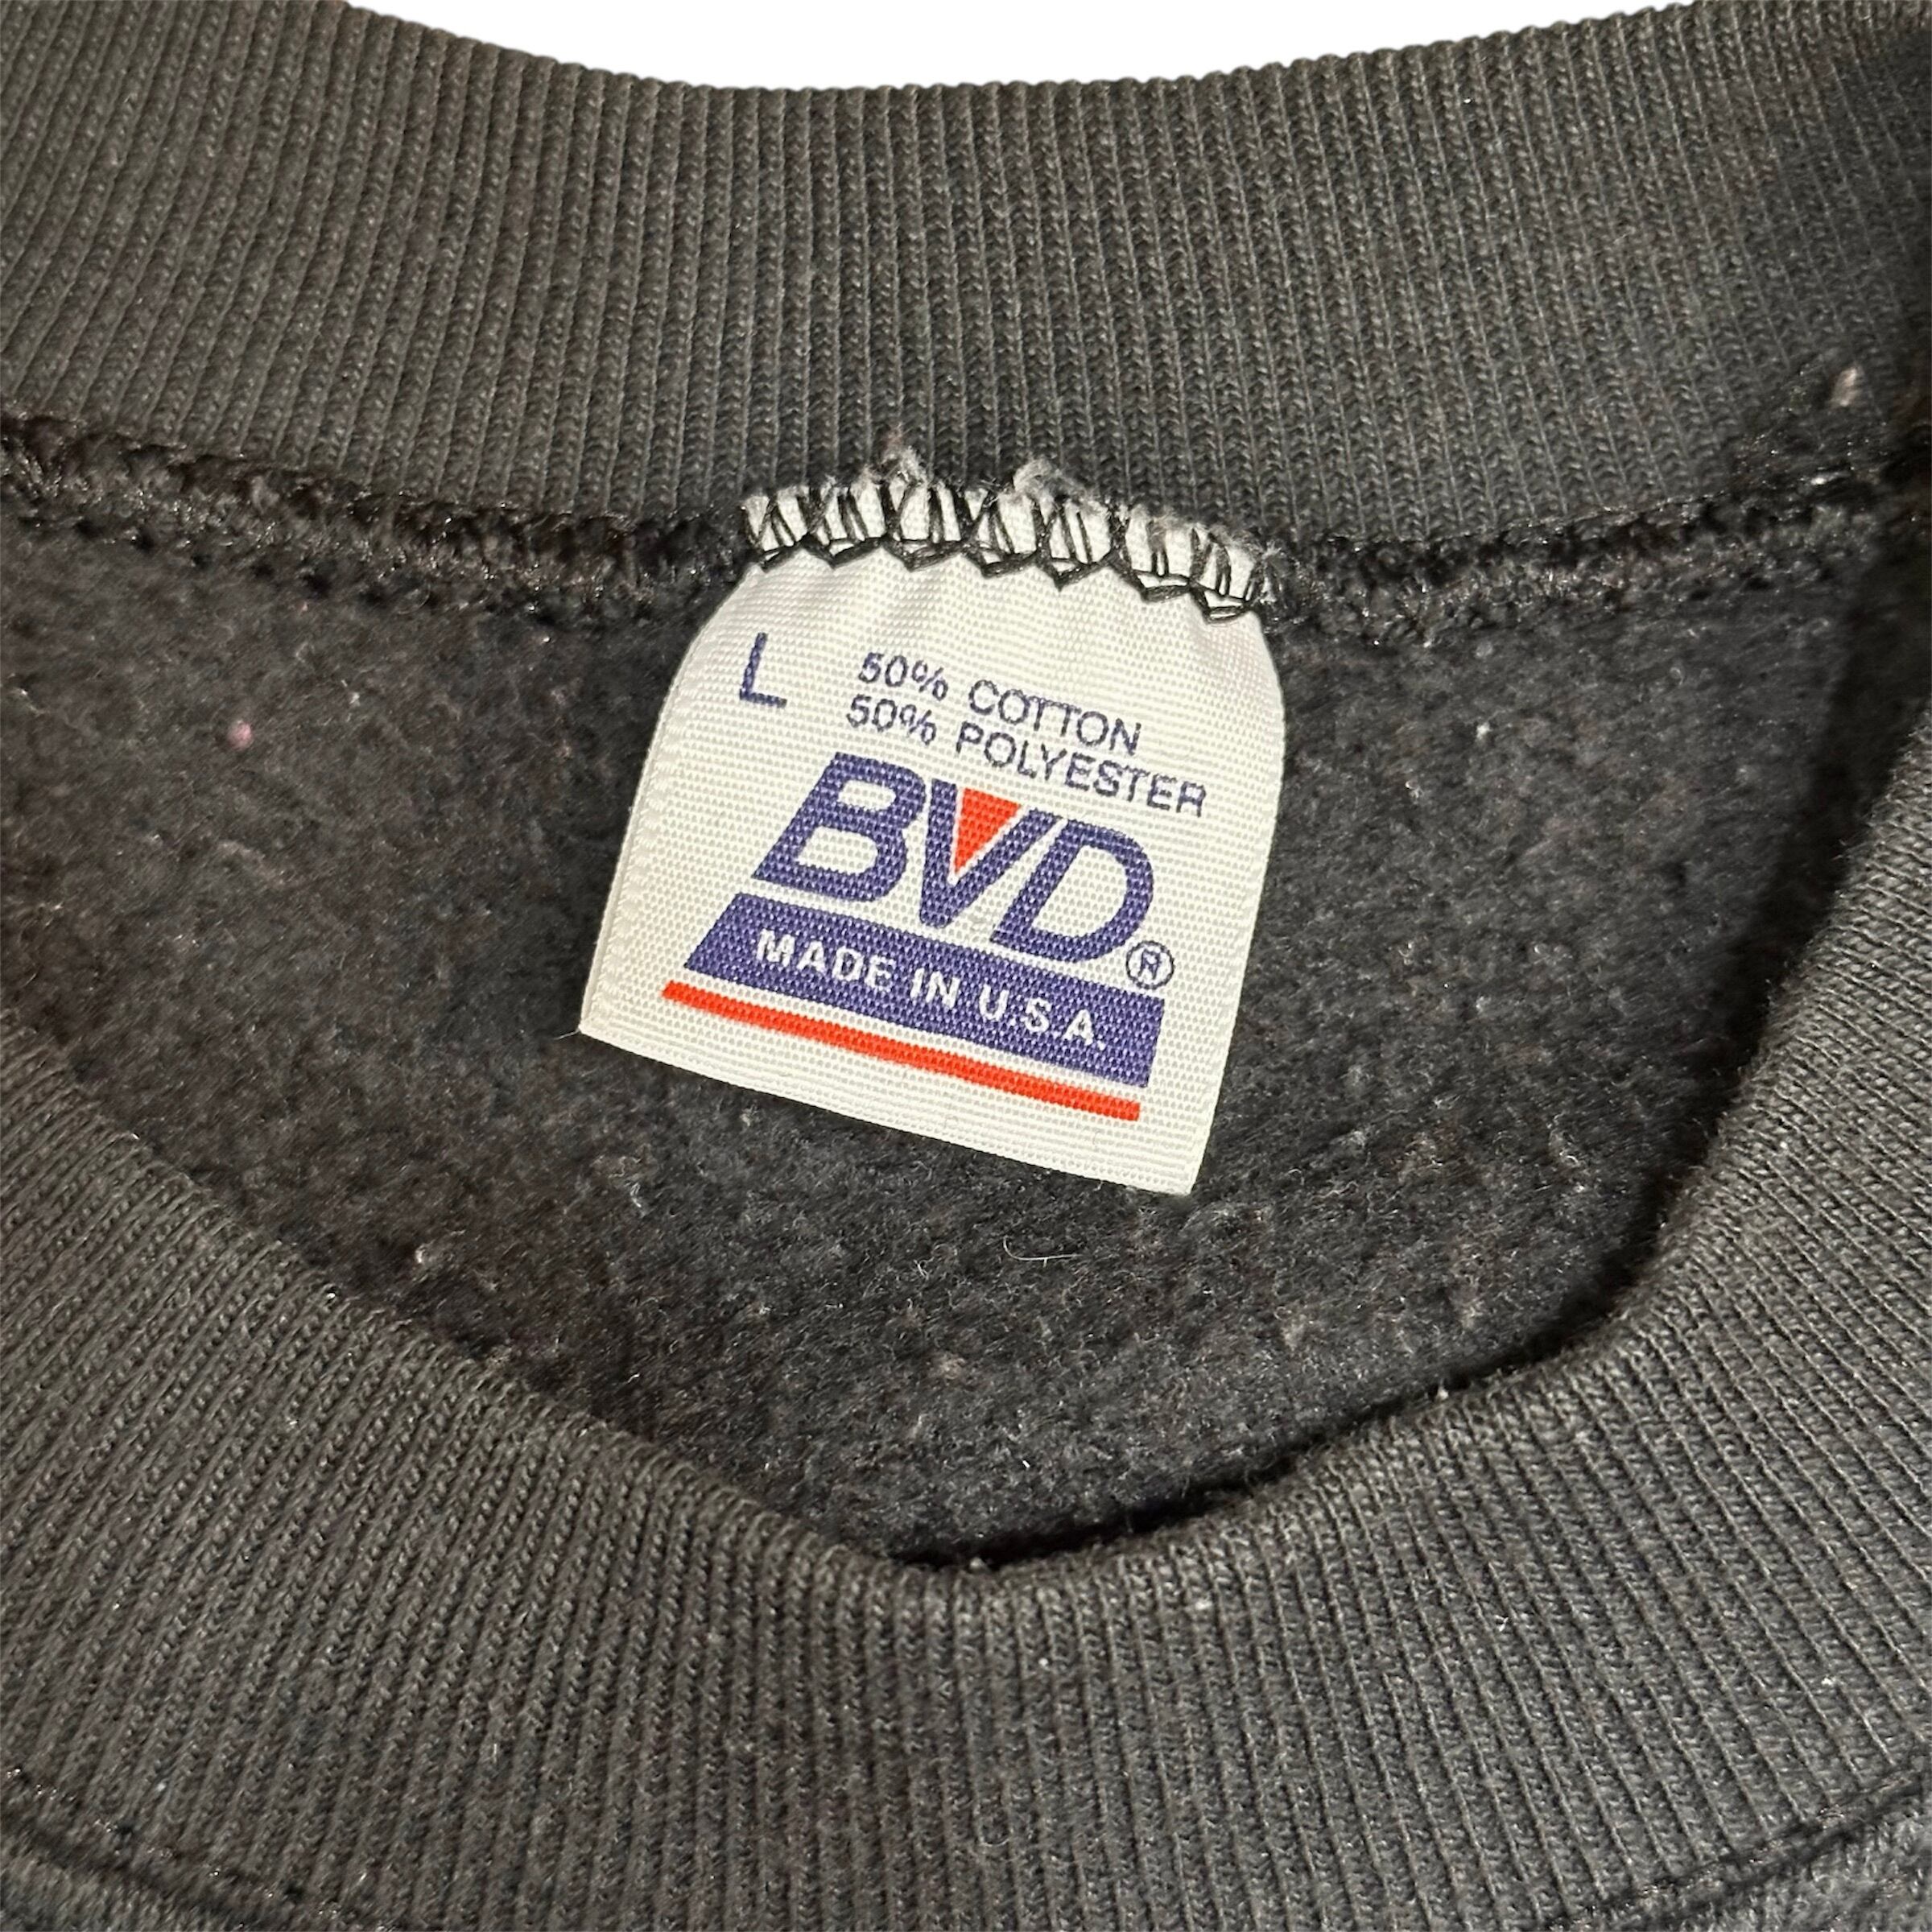 L
50% COTTON
50% POLYESTER
BVD®
MADE IN U.S.A.